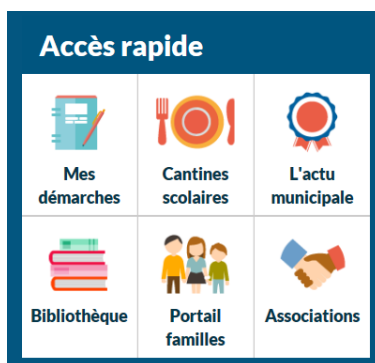 Accès rapide
Mes
démarches
Cantines
scolaires
L'actu
municipale
Bibliothèque
Portail
familles
Associations